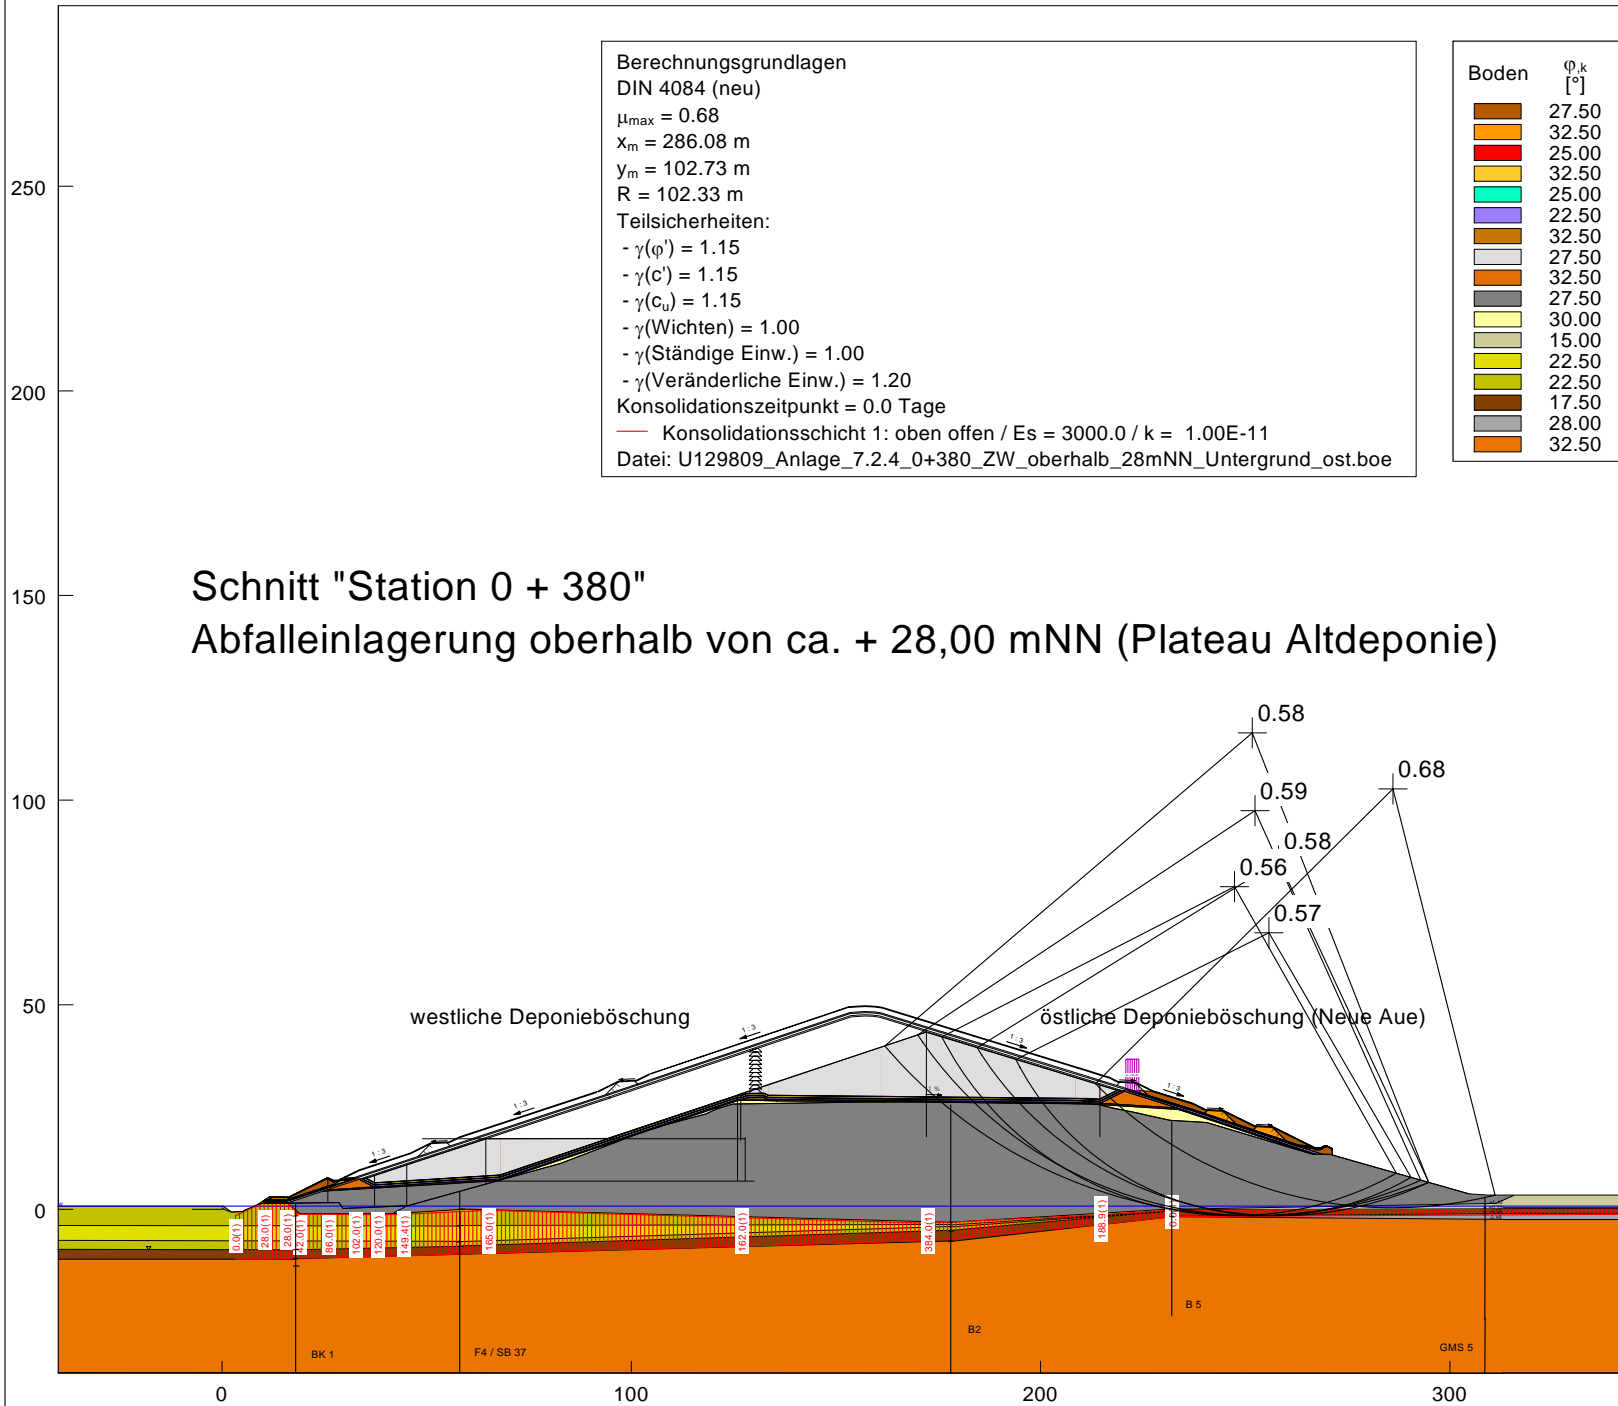 Berechnungsgrundlagen
DIN 4084 (neu)
μmax = 0.68
xm = 286.08 m
ym = 102.73 m
R = 102.33 m
Teilsicherheiten:
- γ(φ') = 1.15
- γ(c') = 1.15
- γ(cu) = 1.15
- γ(Wichten) = 1.00
- γ(Ständige Einw.) = 1.00
- γ(Veränderliche Einw.) = 1.20
Konsolidationszeitpunkt = 0.0 Tage
Konsolidationsschicht 1: oben offen / Es = 3000.0 / k = 1.00E-11
Datei: U129809_Anlage_7.2.4_0+380_ZW_oberhalb_28mNN_Untergrund_ost.boe
Boden φ,k
[°]
27.50
32.50
25.00
32.50
25.00
22.50
32.50
27.50
32.50
27.50
30.00
15.00
22.50
22.50
17.50
28.00
32.50
250
200
150
100
50
0
Schnitt "Station 0 + 380"
Abfalleinlagerung oberhalb von ca. + 28,00 mNN (Plateau Altdeponie)
0.58
0.68
0.59
0.58
0.56
0.57
westliche Deponieböschung
östliche Deponieböschung (Neue Aue)
1 : 3
1 : 3
1 : 3
1 : 3
1 : 3
1 %
0.0(1)
28.0(1)
28.0(1)
42.0(1)
86.0(1)
102.0(1)
120.0(1)
149.4(1)
165.0(1)
162.0(1)
384.0(1)
188.9(1)
0.0(1)
BK 1
F4 / SB 37
B2
B 5
GMS 5
0
100
200
300